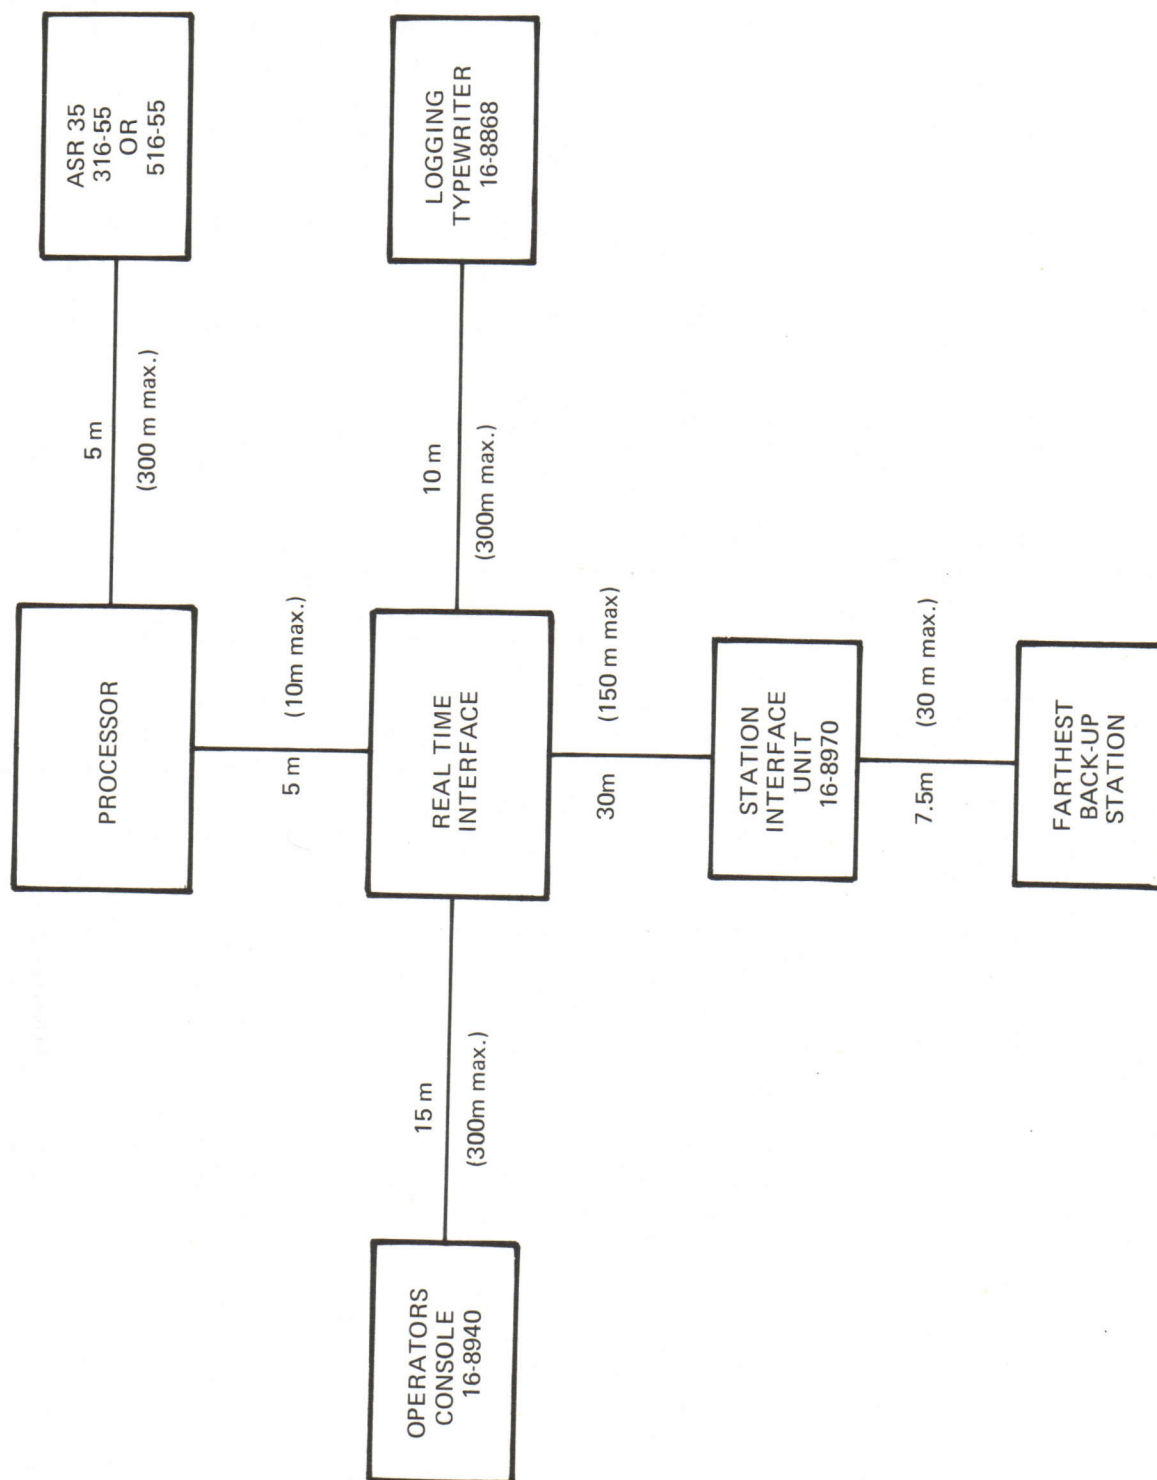 PROCESSOR
5 m
(300 m max.)
ASR 35
316-55
OR
516-55
5 m
(10m max.)
OPERATORS
CONSOLE
16-8940
15 m
(300m max.)
REAL TIME
INTERFACE
10 m
(300m max.)
LOGGING
TYPEWRITER
16-8868
30m
(150 m max)
STATION
INTERFACE
UNIT
16-8970
7.5m
(30 m max.)
FARTHEST
BACK-UP
STATION